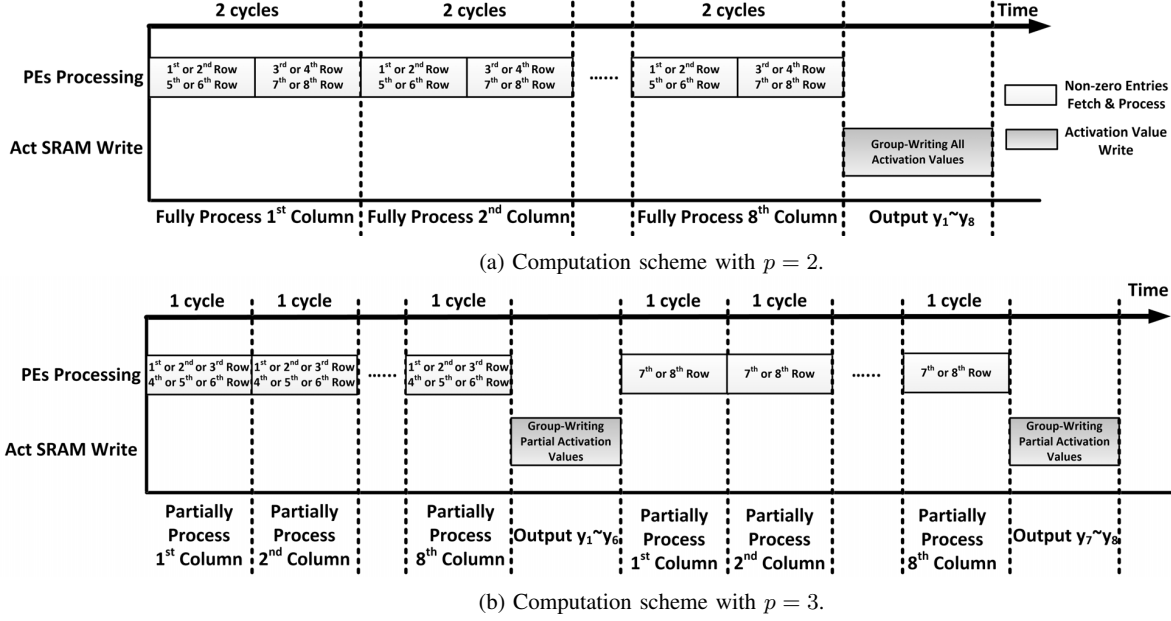 2 cycles 2 cycles 2 cycles Time
PEs Processing
1st or 2nd Row 3rd or 4th Row 1st or 2nd Row 3rd or 4th Row ...... 1st or 2nd Row 3rd or 4th Row
5th or 6th Row 7th or 8th Row 5th or 6th Row 7th or 8th Row 5th or 6th Row 7th or 8th Row
Non-zero Entries
Fetch & Process
Act SRAM Write
Group-Writing All
Activation Values
Activation Value
Write
Fully Process 1st Column Fully Process 2nd Column Fully Process 8th Column Output y1~y8
(a) Computation scheme with p = 2.
1 cycle 1 cycle 1 cycle 1 cycle 1 cycle 1 cycle Time
PEs Processing
1st or 2nd or 3rd Row 1st or 2nd or 3rd Row ...... 1st or 2nd or 3rd Row 7th or 8th Row 7th or 8th Row ...... 7th or 8th Row
4th or 5th or 6th Row 4th or 5th or 6th Row 4th or 5th or 6th Row
Act SRAM Write
Group-Writing Group-Writing
Partial Activation Partial Activation
Values Values
Partially Partially Partially Partially Partially Partially
Process Process Process Output y1~y6 Process Process Process Output y7~y8
1st Column 2nd Column 8th Column 1st Column 2nd Column 8th Column
(b) Computation scheme with p = 3.